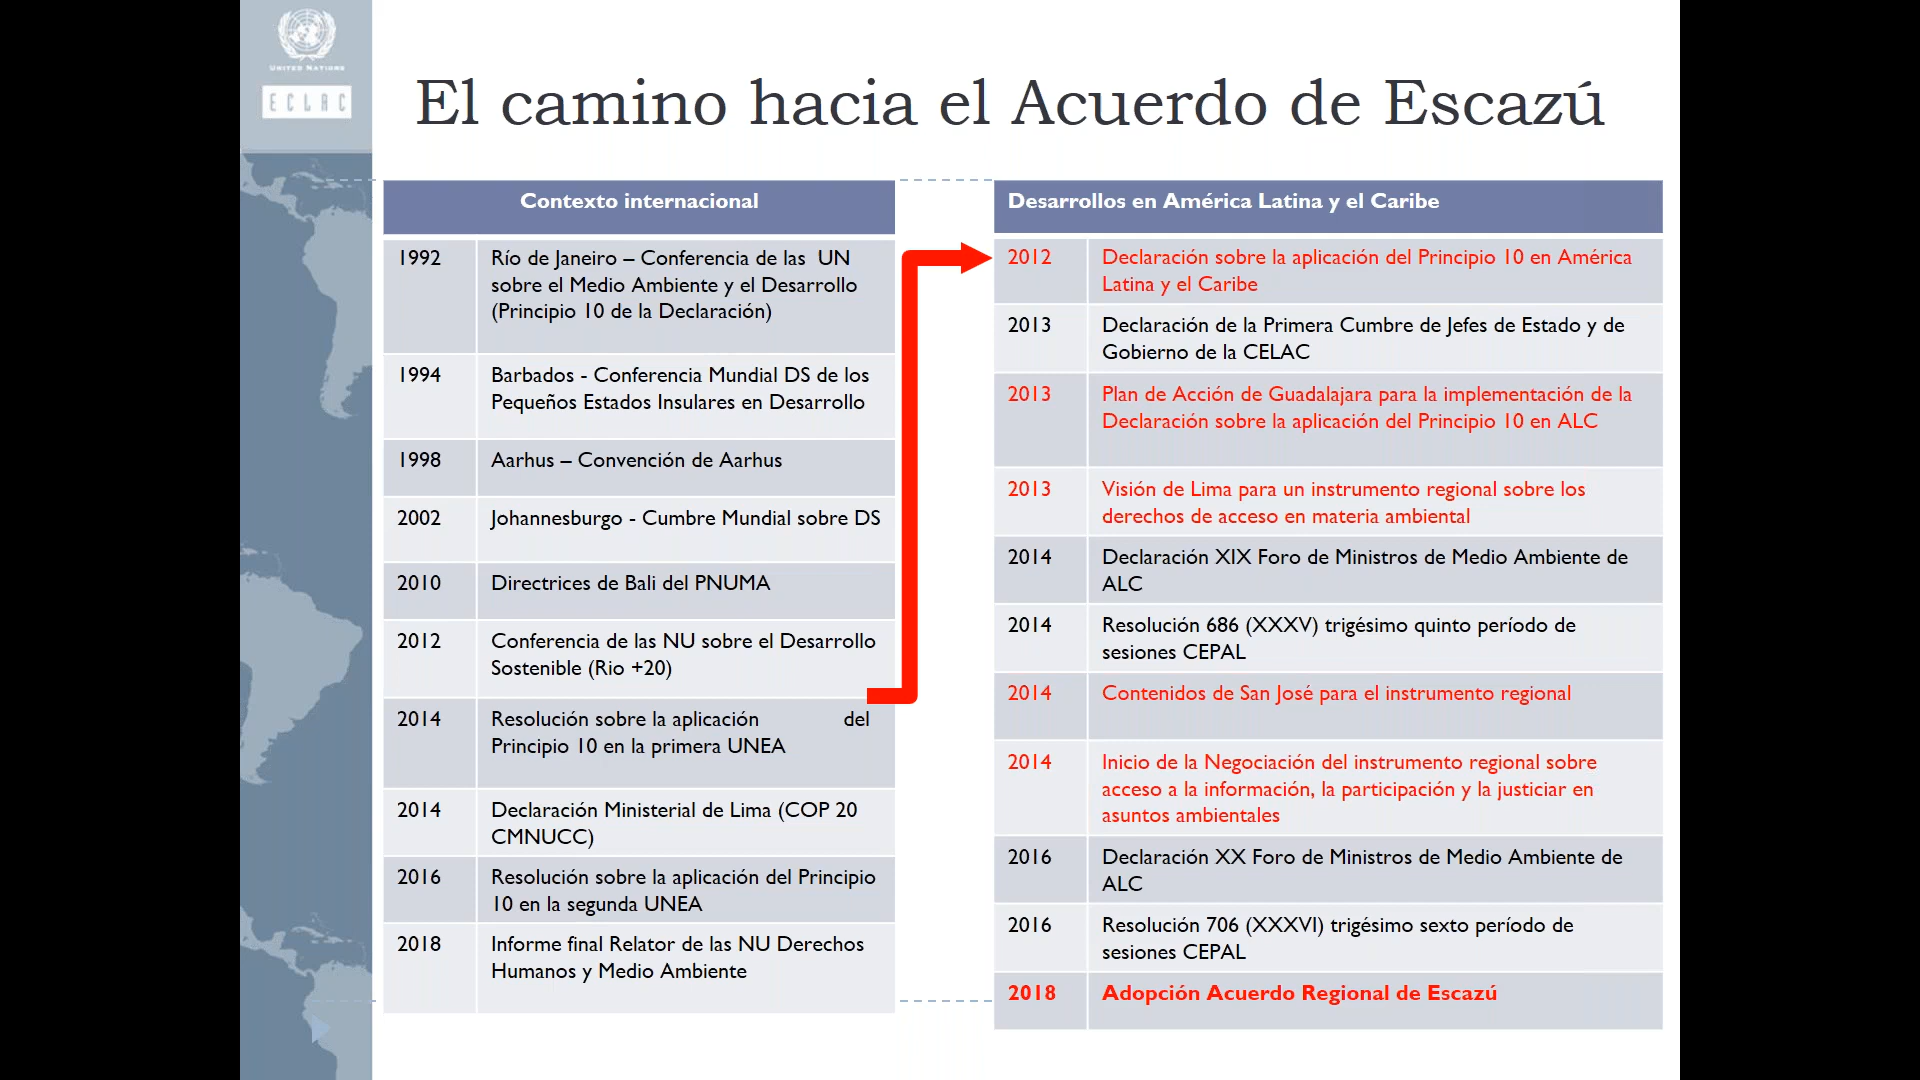 UNITED NATIONS
ECLAC
El camino hacia el Acuerdo de Escazú
Contexto internacional
1992
Río de Janeiro – Conferencia de las UN
sobre el Medio Ambiente y el Desarrollo
(Principio 10 de la Declaración)
1994
Barbados - Conferencia Mundial DS de los
Pequeños Estados Insulares en Desarrollo
1998
Aarhus – Convención de Aarhus
2002
Johannesburgo - Cumbre Mundial sobre DS
2010
Directrices de Bali del PNUMA
2012
Conferencia de las NU sobre el Desarrollo
Sostenible (Rio +20)
2014
Resolución sobre la aplicación del
Principio 10 en la primera UNEA
2014
Declaración Ministerial de Lima (COP 20
CMNUCC)
2016
Resolución sobre la aplicación del Principio
10 en la segunda UNEA
2018
Informe final Relator de las NU Derechos
Humanos y Medio Ambiente
Desarrollos en América Latina y el Caribe
2012
Declaración sobre la aplicación del Principio 10 en América
Latina y el Caribe
2013
Declaración de la Primera Cumbre de Jefes de Estado y de
Gobierno de la CELAC
2013
Plan de Acción de Guadalajara para la implementación de la
Declaración sobre la aplicación del Principio 10 en ALC
2013
Visión de Lima para un instrumento regional sobre los
derechos de acceso en materia ambiental
2014
Declaración XIX Foro de Ministros de Medio Ambiente de
ALC
2014
Resolución 686 (XXXV) trigésimo quinto período de
sesiones CEPAL
2014
Contenidos de San José para el instrumento regional
2014
Inicio de la Negociación del instrumento regional sobre
acceso a la información, la participación y la justiciar en
asuntos ambientales
2016
Declaración XX Foro de Ministros de Medio Ambiente de
ALC
2016
Resolución 706 (XXXVI) trigésimo sexto período de
sesiones CEPAL
2018
Adopción Acuerdo Regional de Escazú